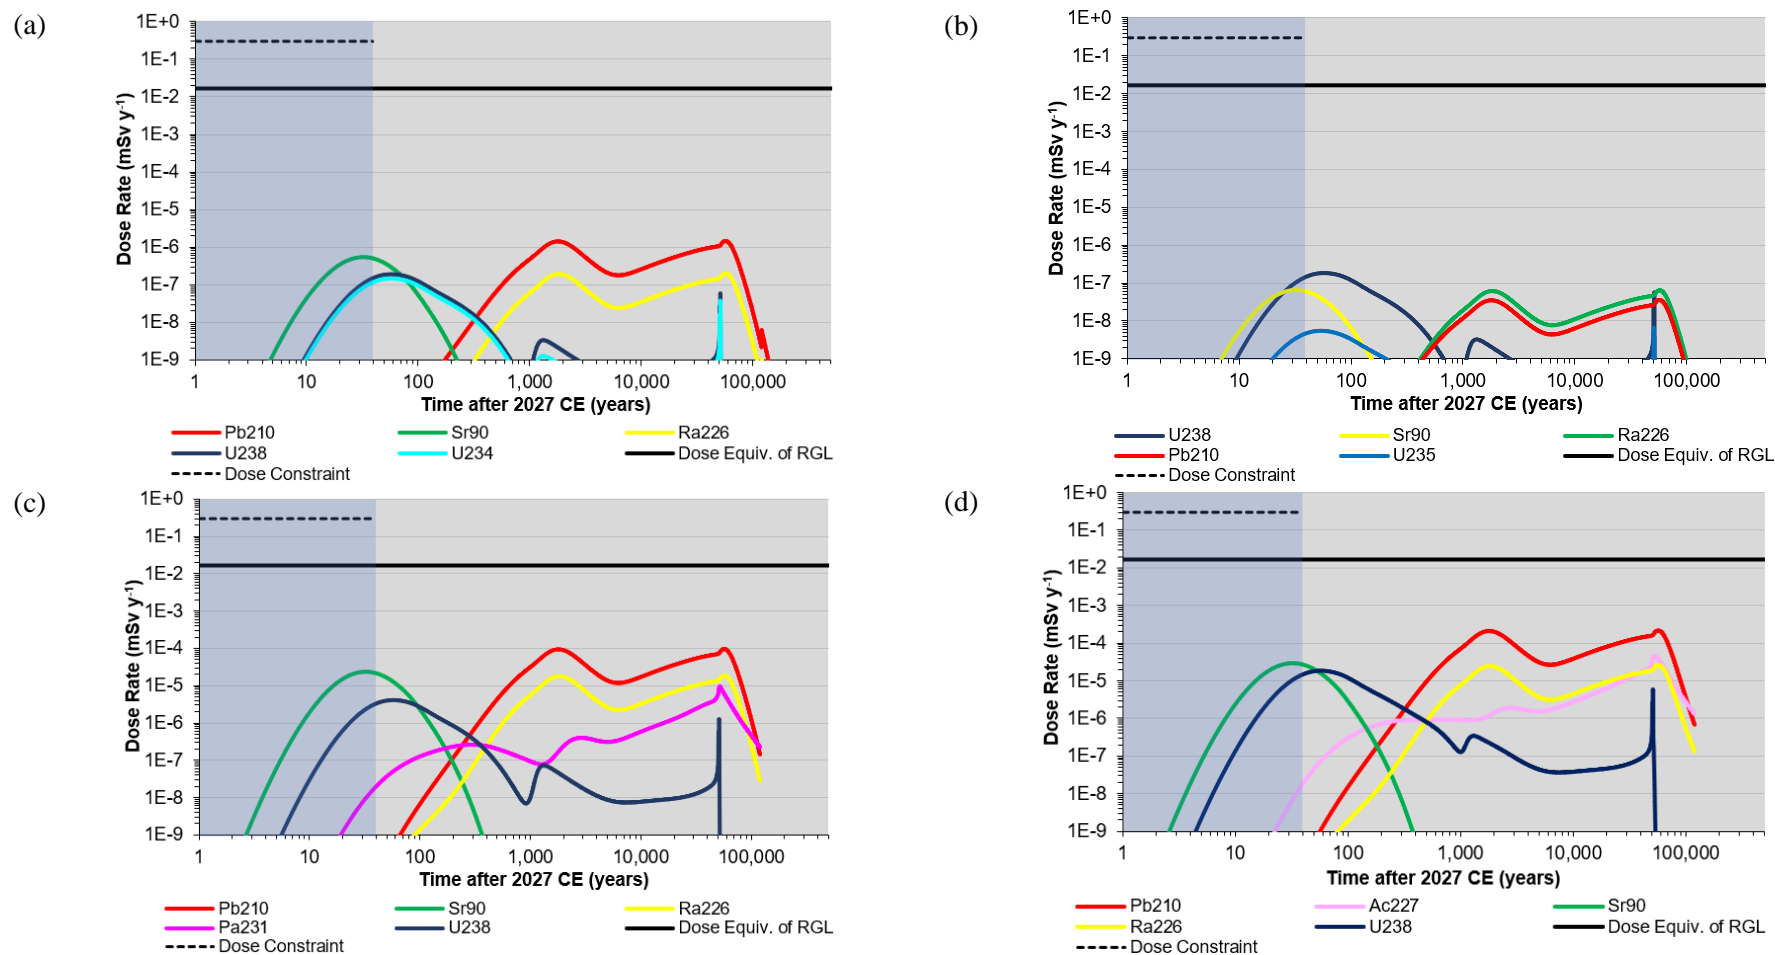 (a)
1E+0
1E-1
1E-2
1E-3
1E-4
1E-5
1E-6
1E-7
1E-8
1E-9
Dose Rate (mSv y-1)
1 10 100 1,000 10,000 100,000
Time after 2027 CE (years)
Pb210 Sr90 Ra226
U238 U234 Dose Equiv. of RGL
Dose Constraint
(b)
1E+0
1E-1
1E-2
1E-3
1E-4
1E-5
1E-6
1E-7
1E-8
1E-9
Dose Rate (mSv y-1)
1 10 100 1,000 10,000 100,000
Time after 2027 CE (years)
U238 Sr90 Ra226
Pb210 U235 Dose Equiv. of RGL
Dose Constraint
(c)
1E+0
1E-1
1E-2
1E-3
1E-4
1E-5
1E-6
1E-7
1E-8
1E-9
Dose Rate (mSv y-1)
1 10 100 1,000 10,000 100,000
Time after 2027 CE (years)
Pb210 Sr90 Ra226
Pa231 U238 Dose Equiv. of RGL
Dose Constraint
(d)
1E+0
1E-1
1E-2
1E-3
1E-4
1E-5
1E-6
1E-7
1E-8
1E-9
Dose Rate (mSv y-1)
1 10 100 1,000 10,000 100,000
Time after 2027 CE (years)
Pb210 Ac227 Sr90
Ra226 U238 Dose Equiv. of RGL
Dose Constraint